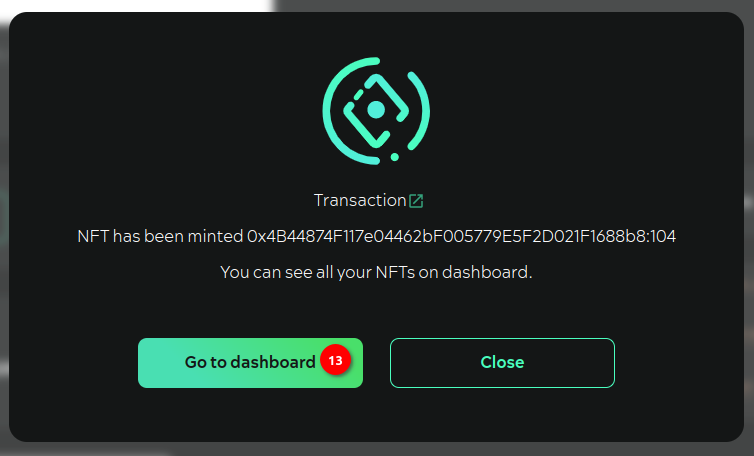 Transaction
NFT has been minted 0x4B44874F117e04462bF005779E5F2D021F1688b8:104
You can see all your NFTs on dashboard.
Go to dashboard 13
Close